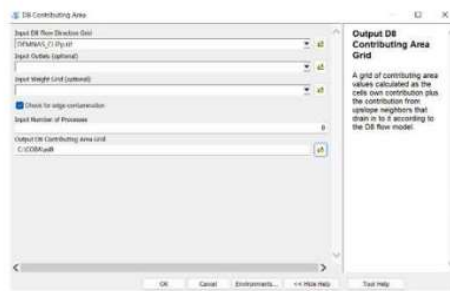 D8 Contributing Area
Input D8 Flow Direction Grid
Input Outlets (optional)
Input Weight Grid (optional)
Check for edge contamination
Input Number of Processes
8
Output D8 Contributing Area Grid
OK
Cancel
Environments...
<< Hide Help
Output D8
Contributing Area
Grid
A grid of contributing area
values calculated as the
cells own contribution plus
the contribution from
upslope neighbors that
drain in to it according to
the D8 flow model.
Tool Help